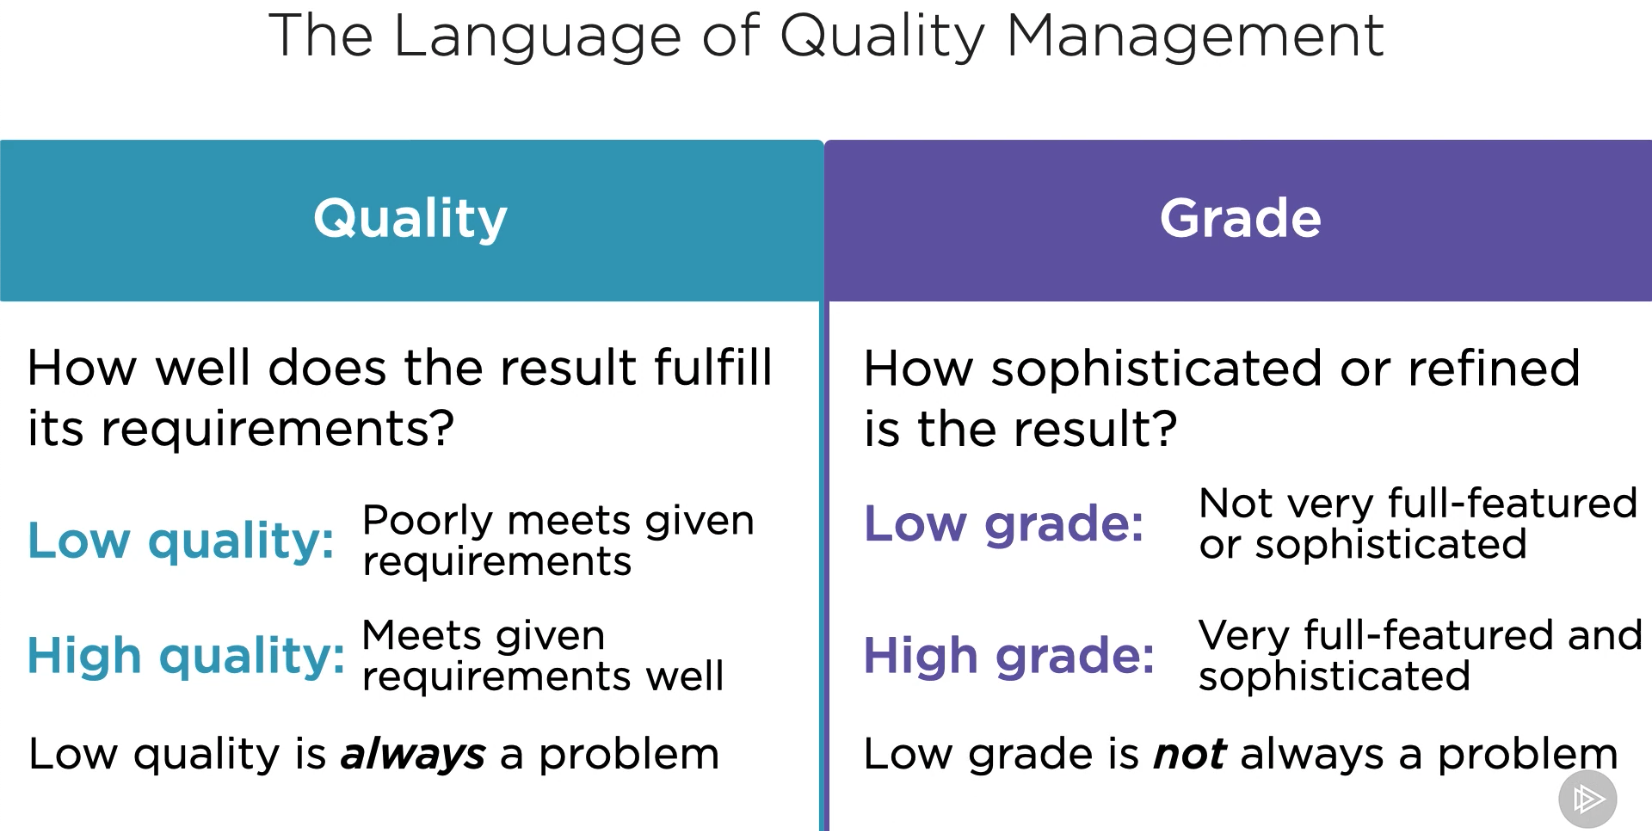 The Language of Quality Management
Quality
How well does the result fulfill
its requirements?
Low quality: Poorly meets given
requirements
High quality: Meets given
requirements well
Low quality is always a problem
Grade
How sophisticated or refined
is the result?
Low grade: Not very full-featured
or sophisticated
High grade: Very full-featured and
sophisticated
Low grade is not always a problem